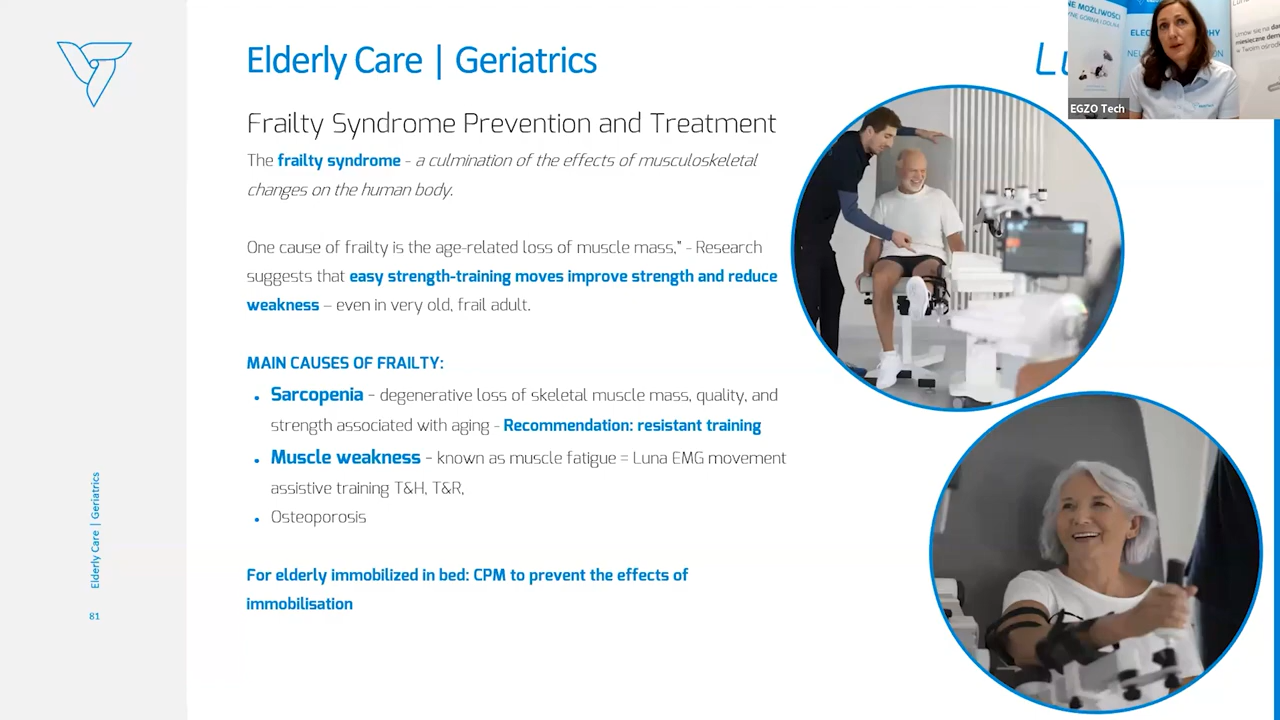 Elderly Care | Geriatrics
Frailty Syndrome Prevention and Treatment
The frailty syndrome - a culmination of the effects of musculoskeletal
changes on the human body.
One cause of frailty is the age-related loss of muscle mass," - Research
suggests that easy strength-training moves improve strength and reduce
weakness – even in very old, frail adult.
MAIN CAUSES OF FRAILTY:
• Sarcopenia - degenerative loss of skeletal muscle mass, quality, and
strength associated with aging - Recommendation: resistant training
• Muscle weakness - known as muscle fatigue = Luna EMG movement
assistive training T&H, T&R,
• Osteoporosis
For elderly immobilized in bed: CPM to prevent the effects of
immobilisation
Elderly Care | Geriatrics
81
EGZO Tech